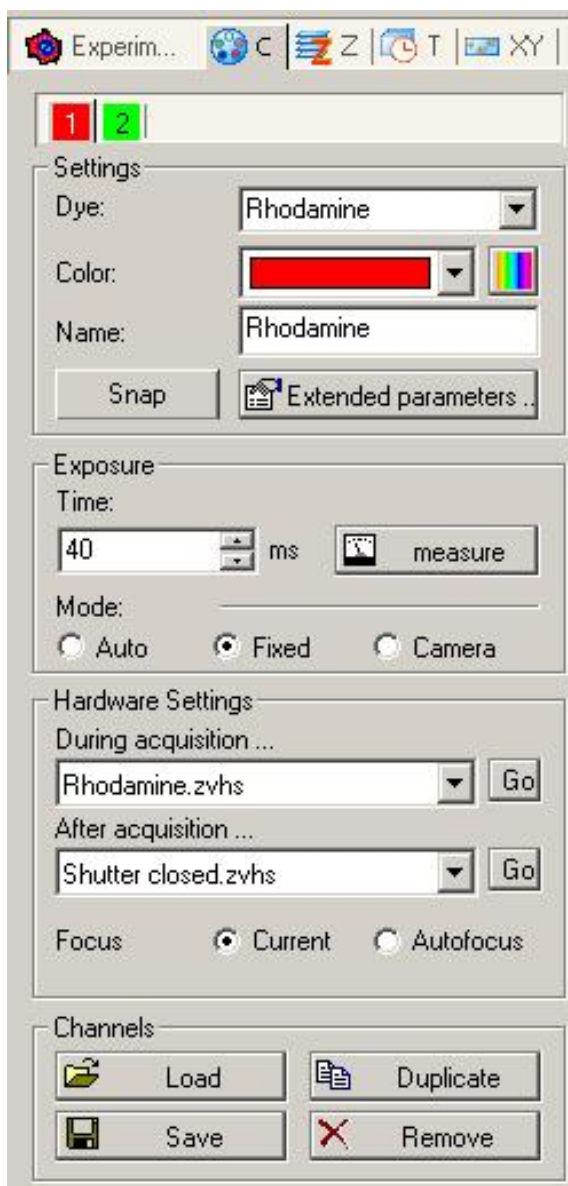 Experim... C Z T XY
1 2
Settings
Dye: Rhodamine
Color:
Name: Rhodamine
Snap Extended parameters ..
Exposure
Time:
40 ms measure
Mode:
Auto Fixed Camera
Hardware Settings
During acquisition ...
Rhodamine.zvhs Go
After acquisition ...
Shutter closed.zvhs Go
Focus Current Autofocus
Channels
Load Duplicate
Save Remove